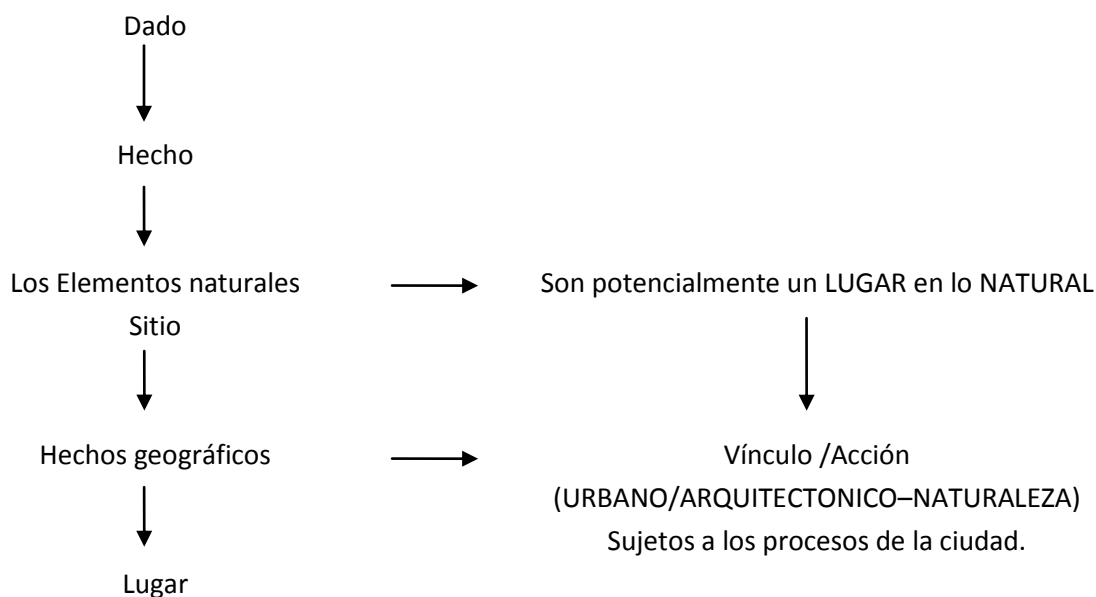 Dado
Hecho
Los Elementos naturales
Sitio
Son potencialmente un LUGAR en lo NATURAL
Hechos geográficos
Vínculo /Acción
(URBANO/ARQUITECTONICO–NATURALEZA)
Sujetos a los procesos de la ciudad.
Lugar